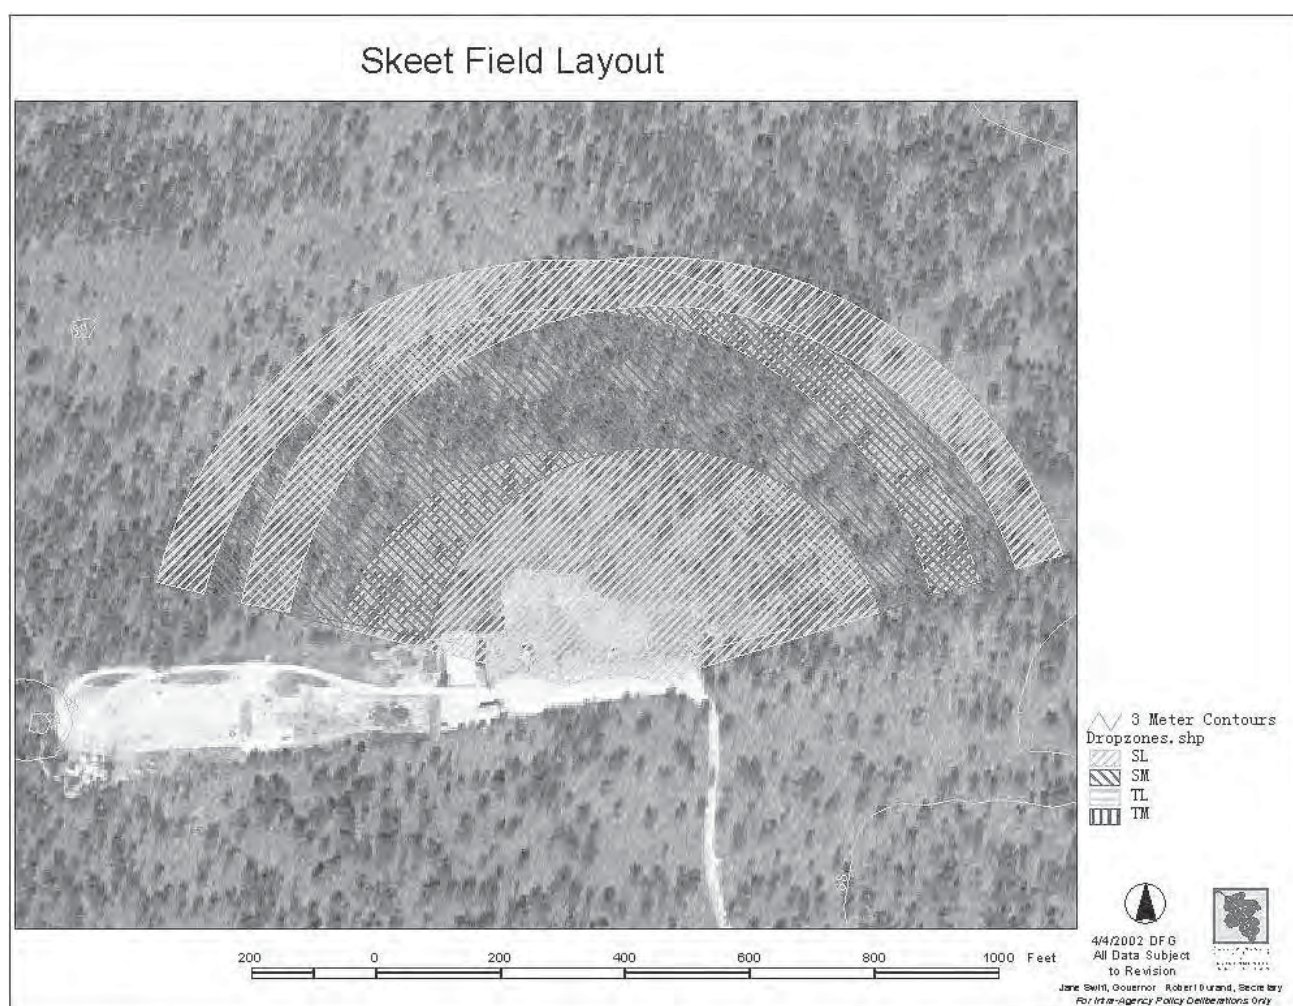 Skeet Field Layout
3 Meter Contours
Dropzones.shp
SL
SM
TL
TM
4/4/2002 DFG
All Data Subject
to Revision
Jane Swift, Governor Robert Durand, Secretary
For Intra-Agency Policy Deliberations Only
200 0 200 400 600 800 1000 Feet